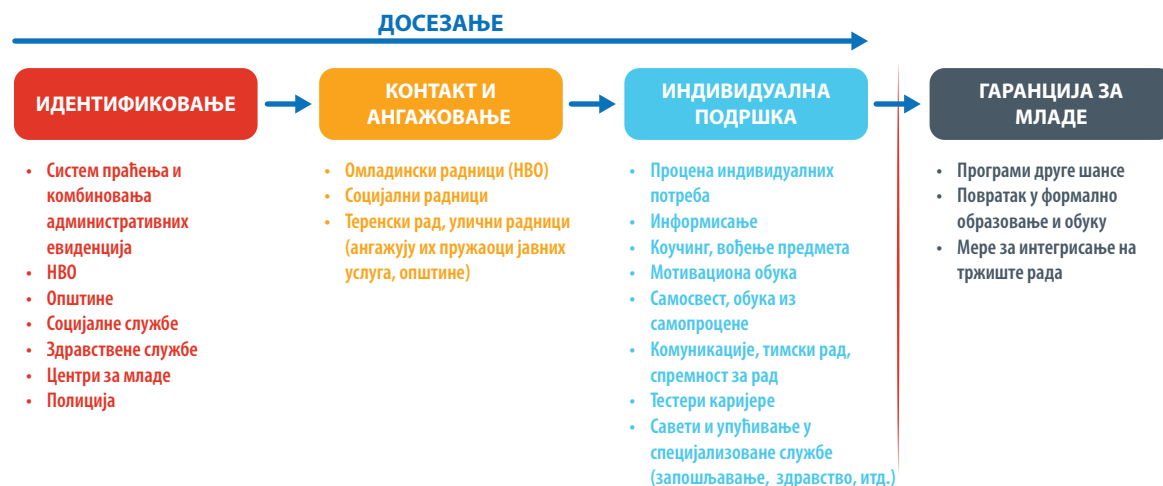 ДОСЕЗАЊЕ
ИДЕНТИФИКОВАЊЕ
• Систем праћења и
комбиновања
административних
евиденција
• НВО
• Општине
• Социјалне службе
• Здравствене службе
• Центри за младе
• Полиција
КОНТАКТ И
АНГАЖОВАЊЕ
• Омладински радници (НВО)
• Социјални радници
• Теренски рад, улични радници
(ангажују их пружаоци јавних
услуга, општине)
ИНДИВИДУАЛНА
ПОДРШКА
• Процена индивидуалних
потреба
• Информисање
• Коучинг, вођење предмета
• Мотивациона обука
• Самосвест, обука из
самопроцене
• Комуникације, тимски рад,
спремност за рад
• Тестери каријере
• Савети и упућивање у
специјализоване службе
(запошљавање, здравство, итд.)
ГАРАНЦИЈА ЗА
МЛАДЕ
• Програми друге шансе
• Повратак у формално
образовање и обуку
• Мере за интегрисање на
тржиште рада